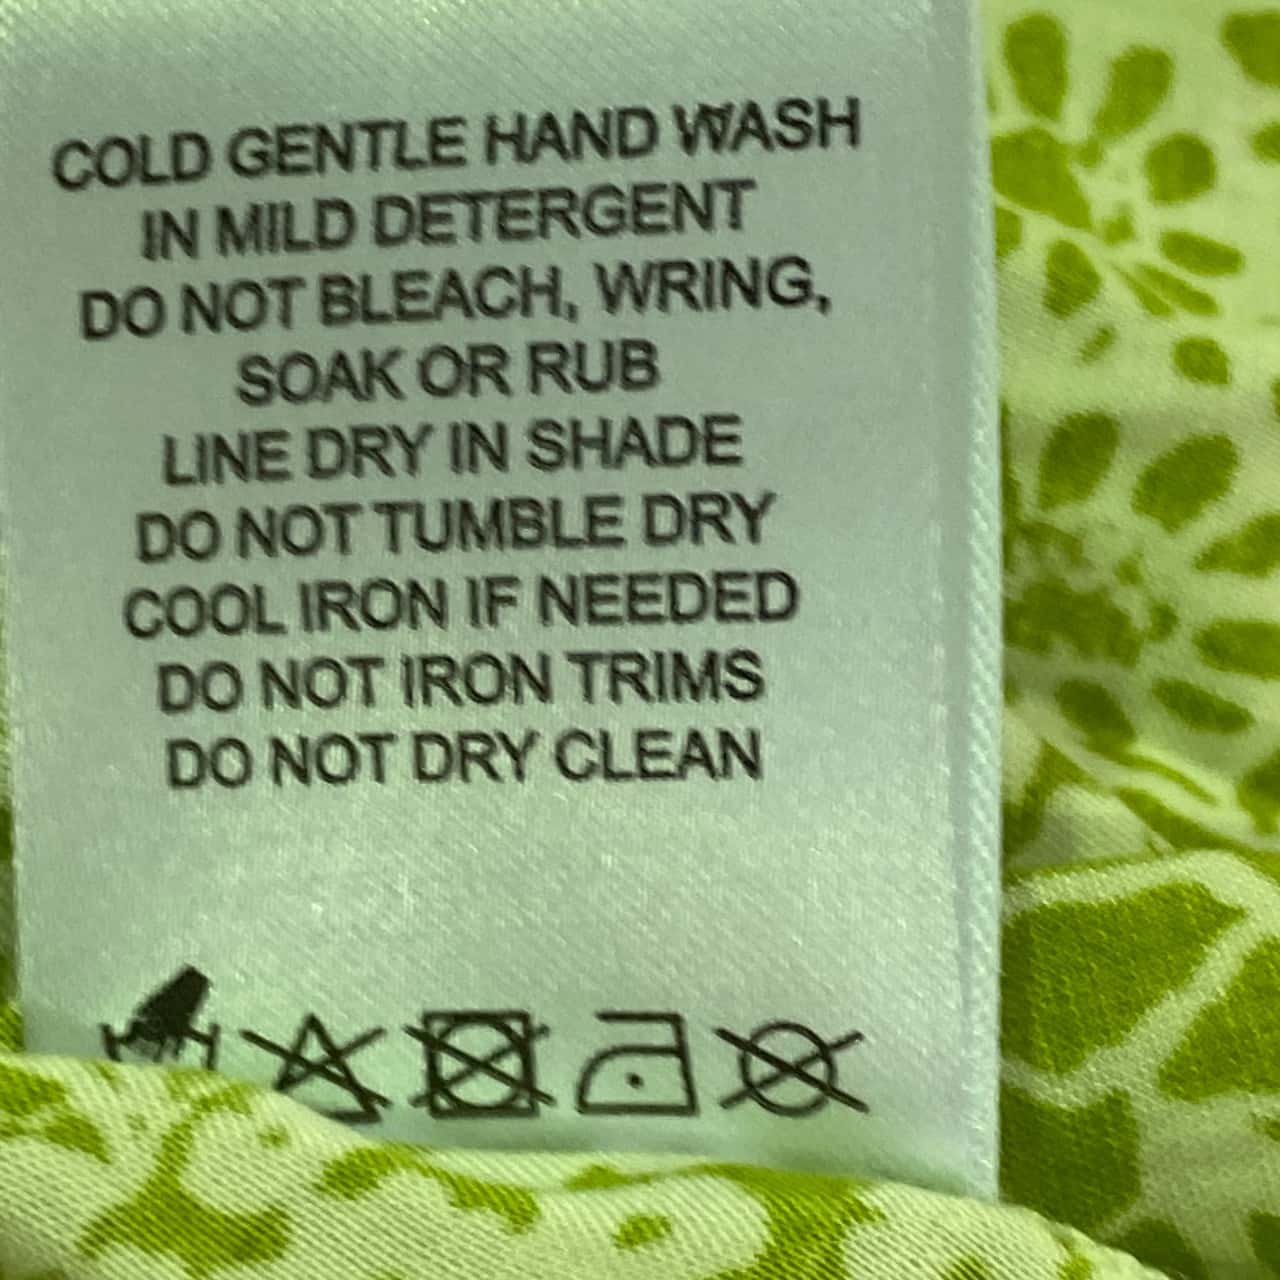 COLD GENTLE HAND WASH
IN MILD DETERGENT
DO NOT BLEACH, WRING,
SOAK OR RUB
LINE DRY IN SHADE
DO NOT TUMBLE DRY
COOL IRON IF NEEDED
DO NOT IRON TRIMS
DO NOT DRY CLEAN